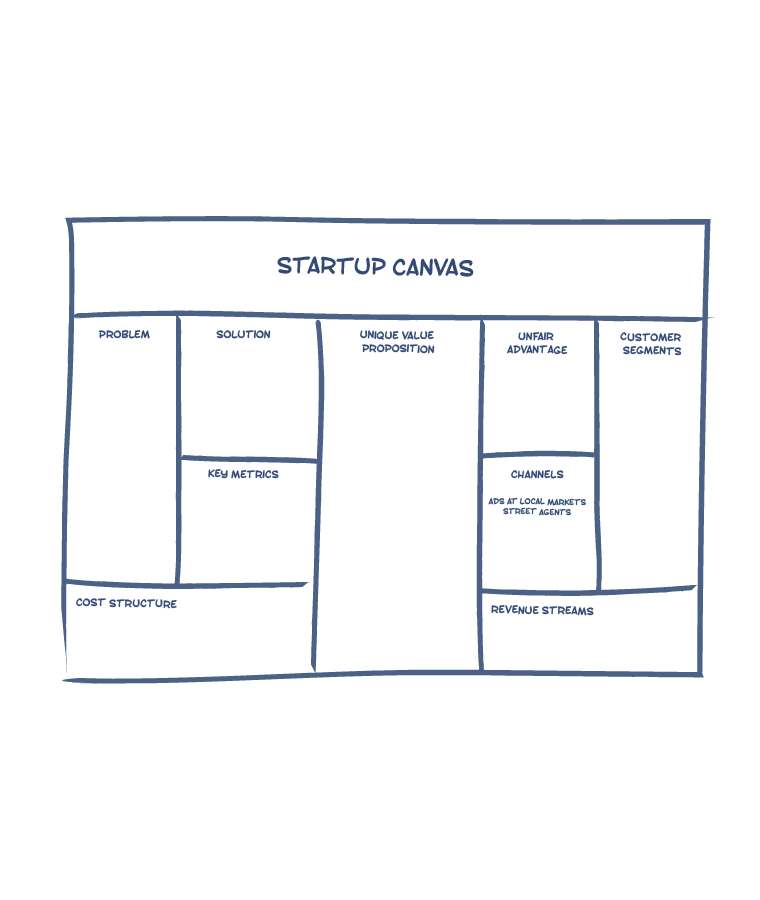 STARTUP CANVAS
PROBLEM
SOLUTION
KEY METRICS
UNIQUE VALUE
PROPOSITION
UNFAIR
ADVANTAGE
CHANNELS
ADS AT LOCAL MARKETS
STREET AGENTS
CUSTOMER
SEGMENTS
COST STRUCTURE
REVENUE STREAMS